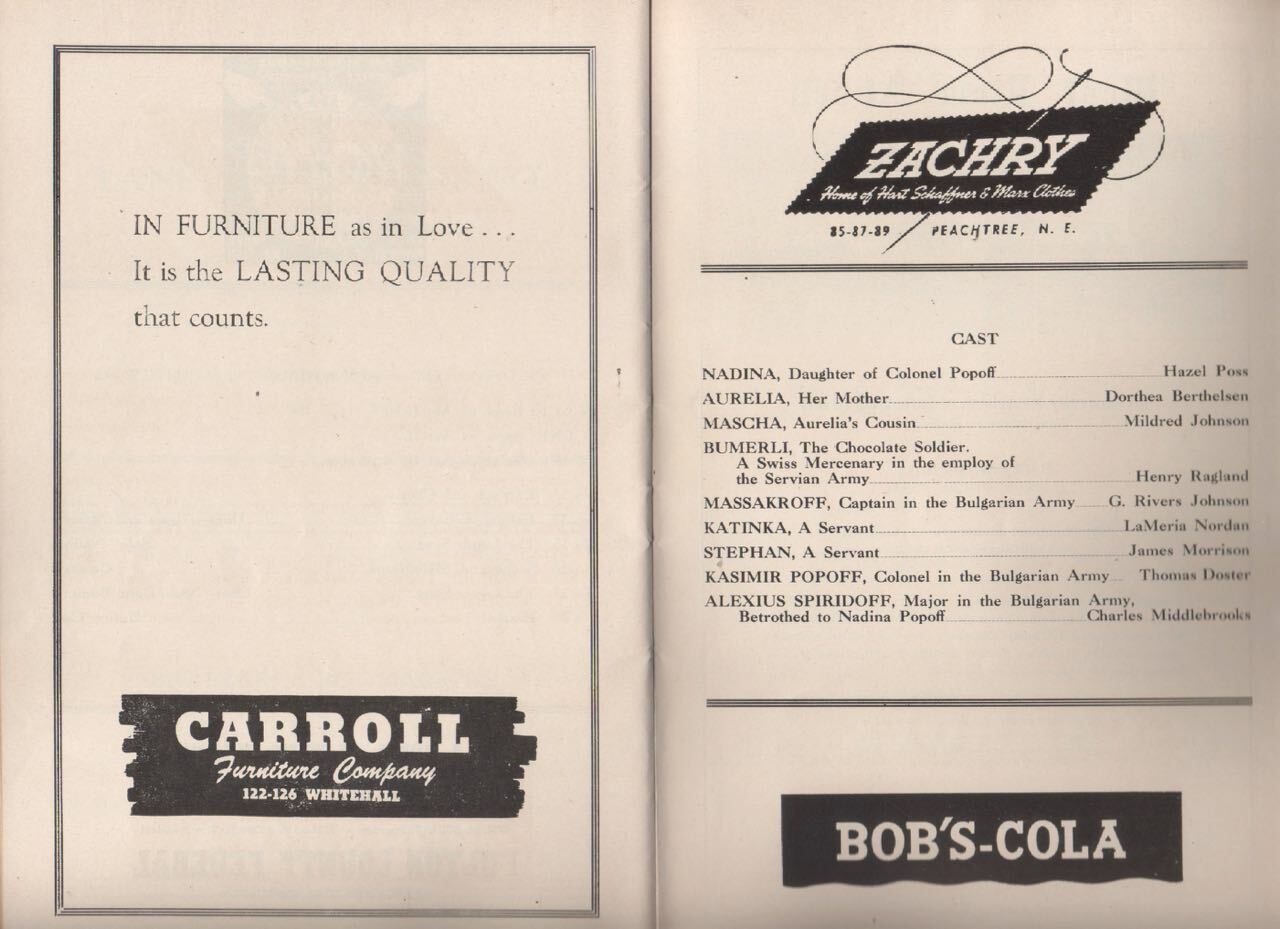 IN FURNITURE as in Love . . .
It is the LASTING QUALITY
that counts.
CARROLL
Furniture Company
122-126 WHITEHALL
ZACHRY
Home of Hart Schaffner & Marx Clothes
85-87-89 PEACHTREE, N. E.
CAST
NADINA, Daughter of Colonel Popoff Hazel Poss
AURELIA, Her Mother Dorthea Berthelsen
MASCHA, Aurelia's Cousin Mildred Johnson
BUMERLI, The Chocolate Soldier.
A Swiss Mercenary in the employ of
the Servian Army Henry Ragland
MASSAKROFF, Captain in the Bulgarian Army G. Rivers Johnson
KATINKA, A Servant LaMeria Nordan
STEPHAN, A Servant James Morrison
KASIMIR POPOFF, Colonel in the Bulgarian Army Thomas Doster
ALEXIUS SPIRIDOFF, Major in the Bulgarian Army,
Betrothed to Nadina Popoff Charles Middlebrooks
BOB'S-COLA